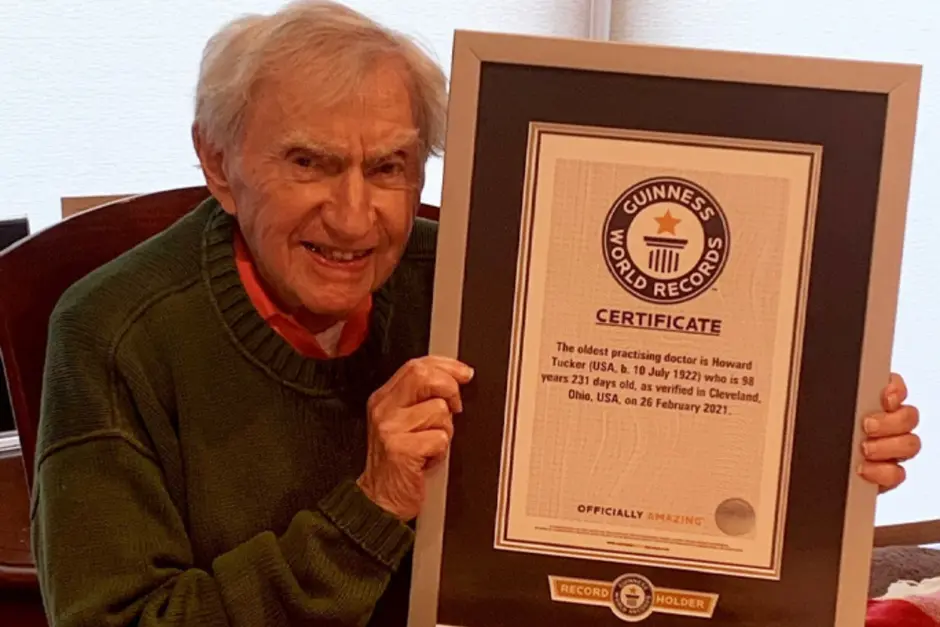 GUINNESS
WORLD RECORDS
CERTIFICATE
The oldest practising doctor is Howard
Tucker (USA, b. 10 July 1922) who is 98
years 231 days old, as verified in Cleveland,
Ohio, USA, on 26 February 2021.
OFFICIALLY AMAZING
RECORD
HOLDER